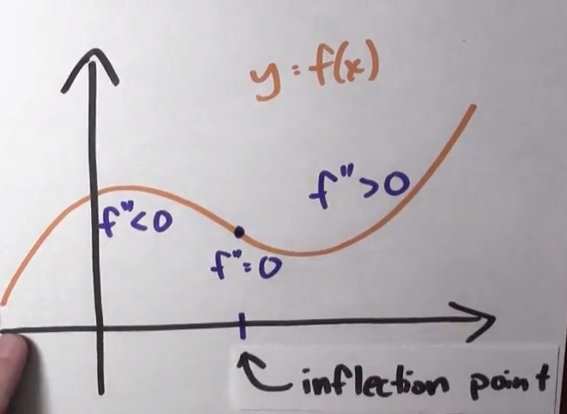 y = f(x)
f">0
f"<0
f"=0
inflection point